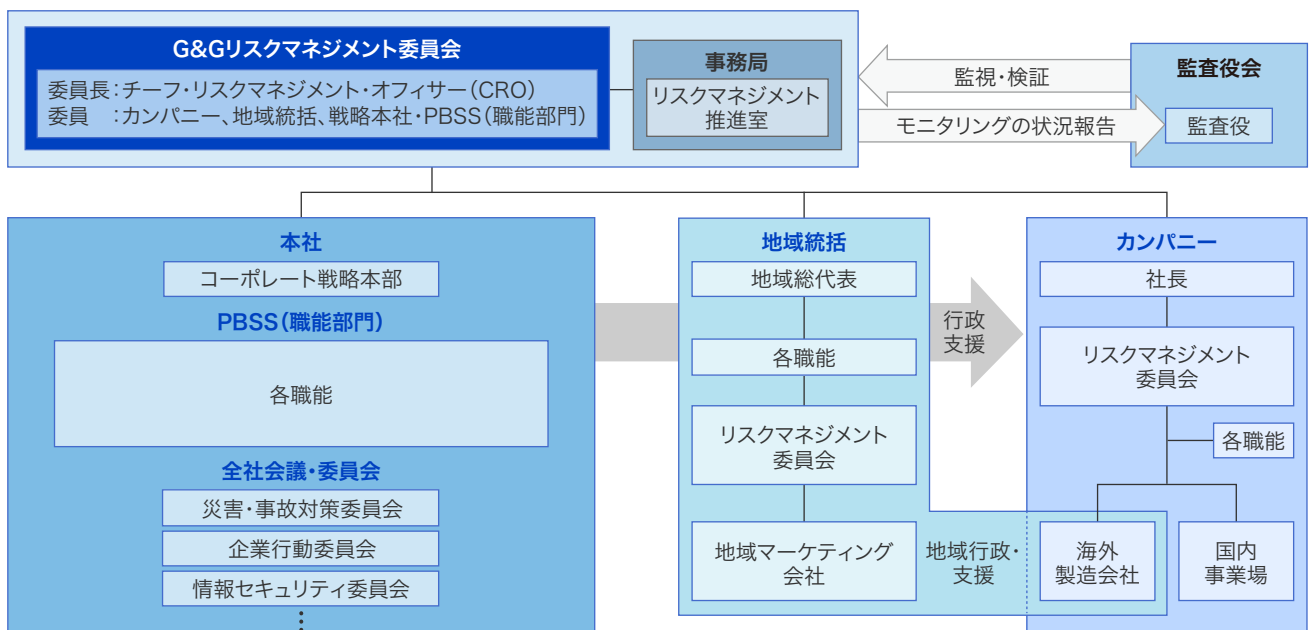 G&Gリスクマネジメント委員会
委員長:チーフ・リスクマネジメント・オフィサー(CRO)
委員　:カンパニー、地域統括、戦略本社・PBSS(職能部門)
事務局
リスクマネジメント
推進室
監視・検証
モニタリングの状況報告
監査役会
監査役
本社
コーポレート戦略本部
PBSS(職能部門)
各職能
全社会議・委員会
災害・事故対策委員会
企業行動委員会
情報セキュリティ委員会
⋮
地域統括
地域総代表
各職能
リスクマネジメント
委員会
地域マーケティング
会社
行政
支援
地域行政・
支援
カンパニー
社長
リスクマネジメント
委員会
各職能
海外
製造会社
国内
事業場